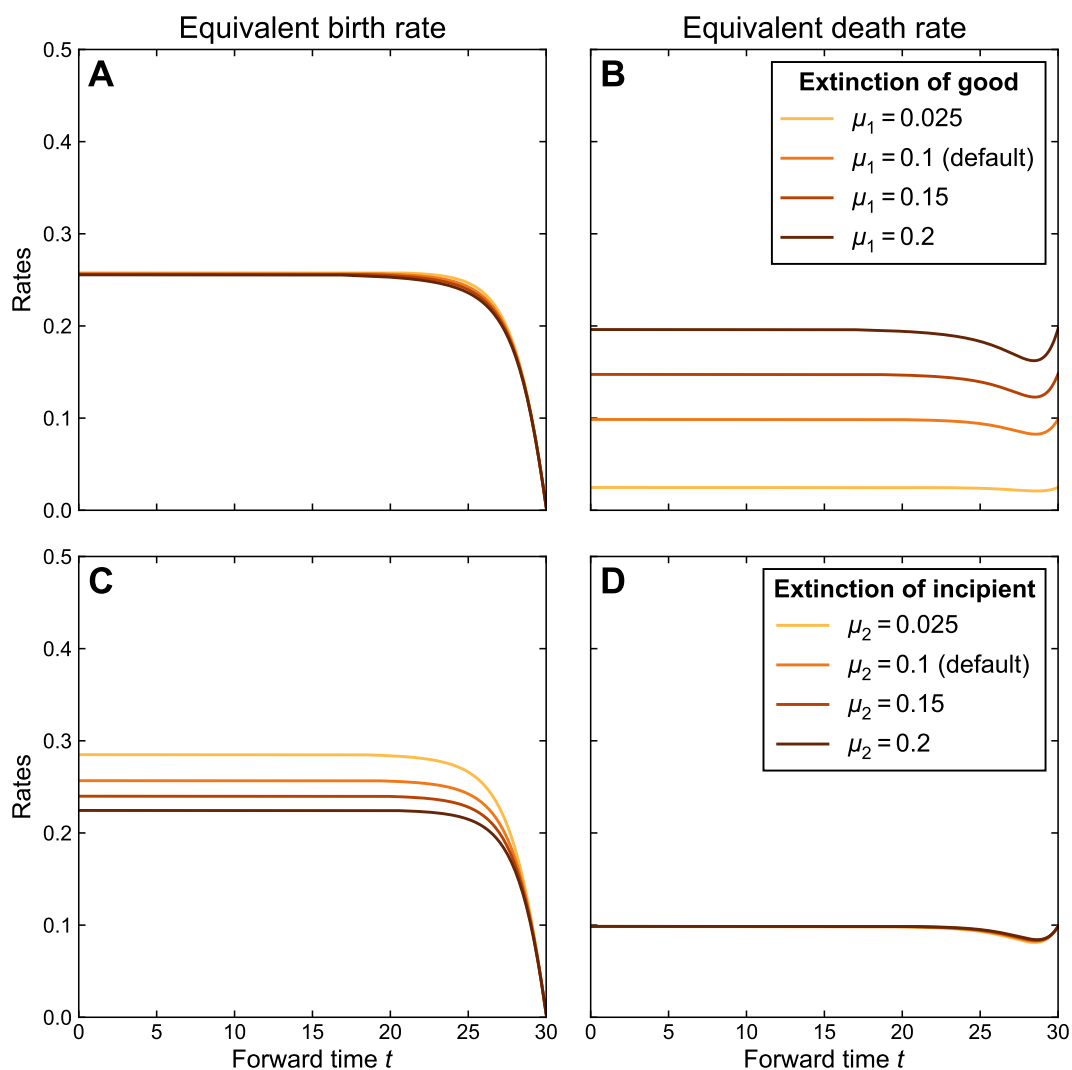 Equivalent birth rate
Equivalent death rate
A
B
Rates
0.5
0.4
0.3
0.2
0.1
0.0
Extinction of good
μ1 = 0.025
μ1 = 0.1 (default)
μ1 = 0.15
μ1 = 0.2
C
D
Rates
0.5
0.4
0.3
0.2
0.1
0.0
Extinction of incipient
μ2 = 0.025
μ2 = 0.1 (default)
μ2 = 0.15
μ2 = 0.2
0 5 10 15 20 25 30
0 5 10 15 20 25 30
Forward time t
Forward time t